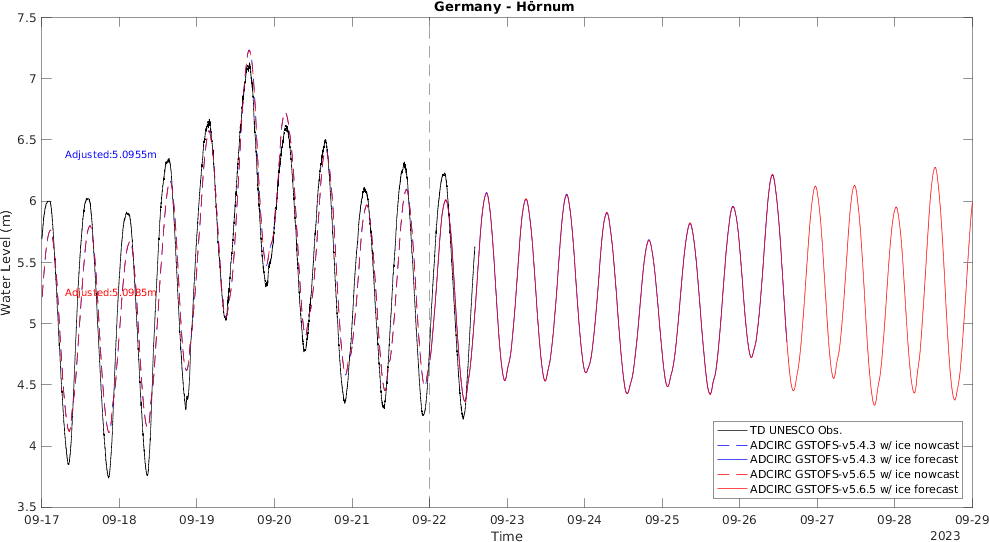 Germany - Hörnum
7.5
7
6.5
6
5.5
5
4.5
4
3.5
Water Level (m)
Adjusted:5.0955m
Adjusted:5.0985m
TD UNESCO Obs.
ADCIRC GSTOFS-v5.4.3 w/ ice nowcast
ADCIRC GSTOFS-v5.4.3 w/ ice forecast
ADCIRC GSTOFS-v5.6.5 w/ ice nowcast
ADCIRC GSTOFS-v5.6.5 w/ ice forecast
09-17 09-18 09-19 09-20 09-21 09-22 09-23 09-24 09-25 09-26 09-27 09-28 09-29
Time
2023